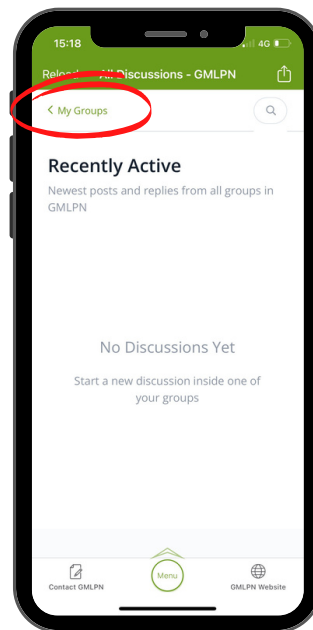 15:18
4G
Reload All Discussions - GMLPN
My Groups
Recently Active
Newest posts and replies from all groups in
GMLPN
No Discussions Yet
Start a new discussion inside one of
your groups
Contact GMLPN
Menu
GMLPN Website